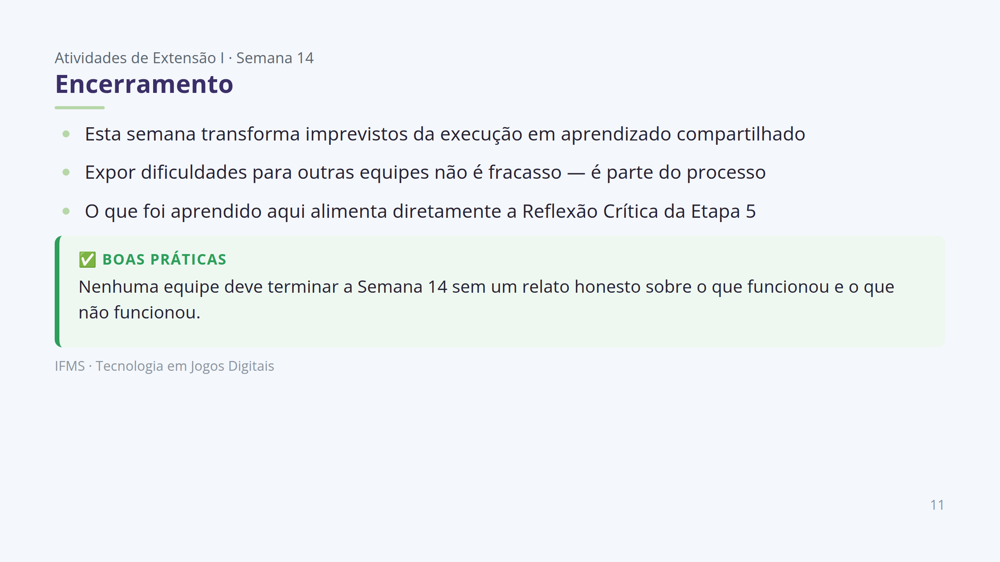 Atividades de Extensão I · Semana 14
Encerramento
Esta semana transforma imprevistos da execução em aprendizado compartilhado
Expor dificuldades para outras equipes não é fracasso — é parte do processo
O que foi aprendido aqui alimenta diretamente a Reflexão Crítica da Etapa 5
✅ BOAS PRÁTICAS
Nenhuma equipe deve terminar a Semana 14 sem um relato honesto sobre o que funcionou e o que
não funcionou.
IFMS · Tecnologia em Jogos Digitais
11